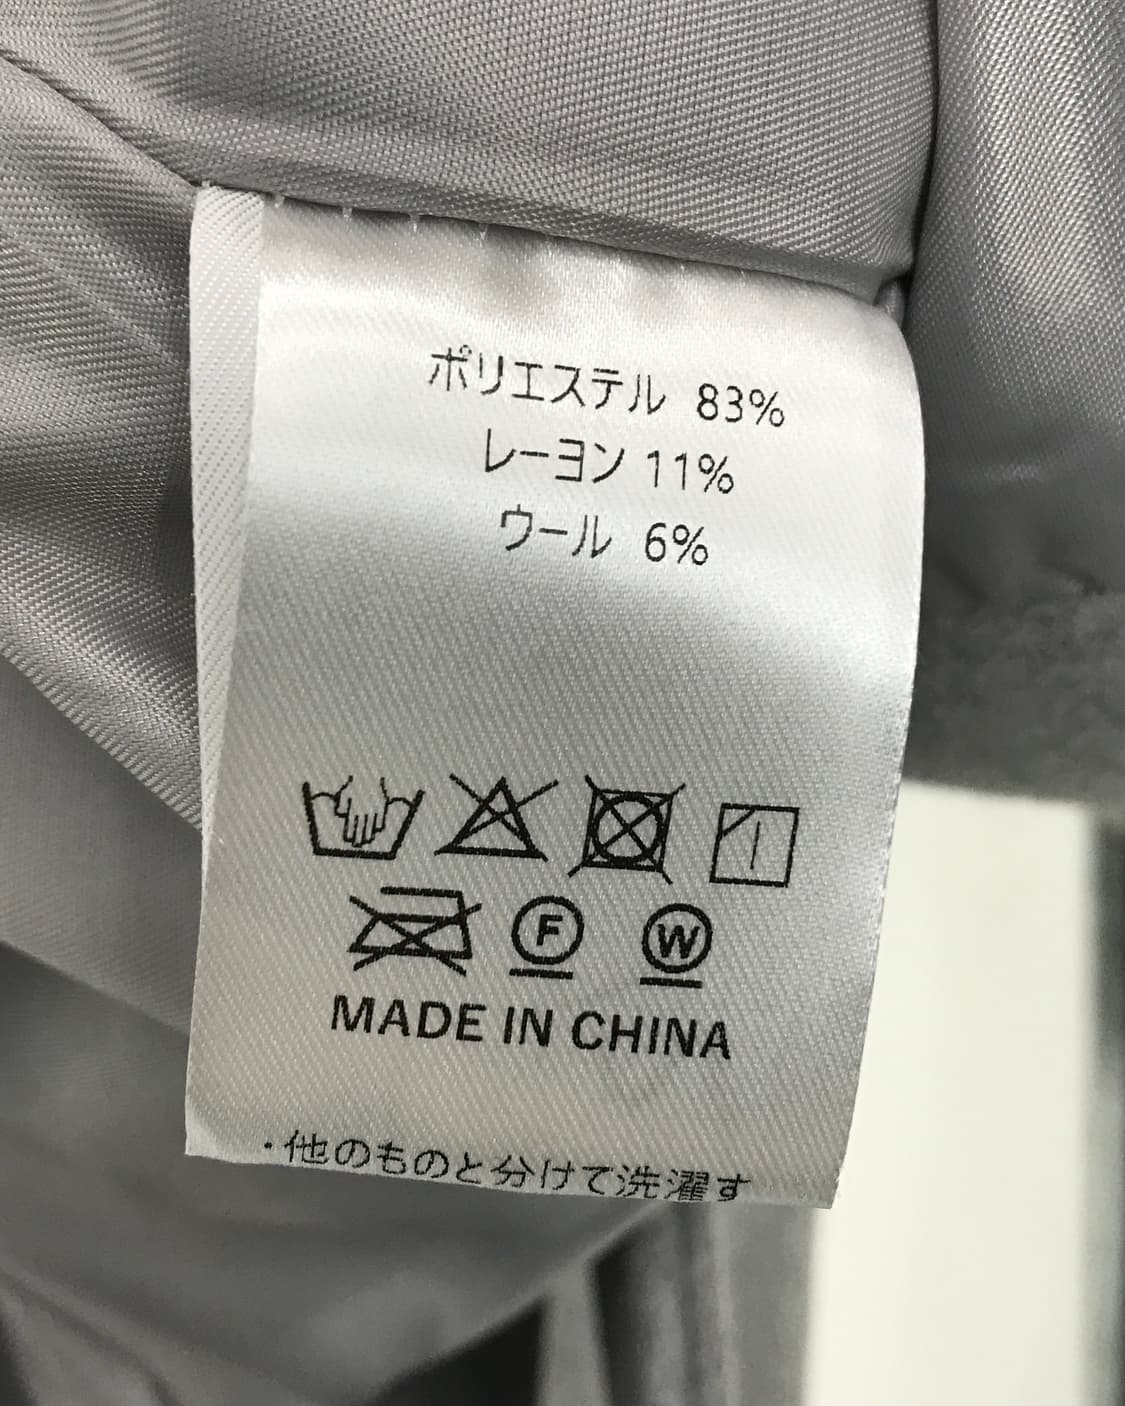 ポリエステル 83%
レーヨン 11%
ウール 6%
F W
MADE IN CHINA
・他のものと分けて洗濯す